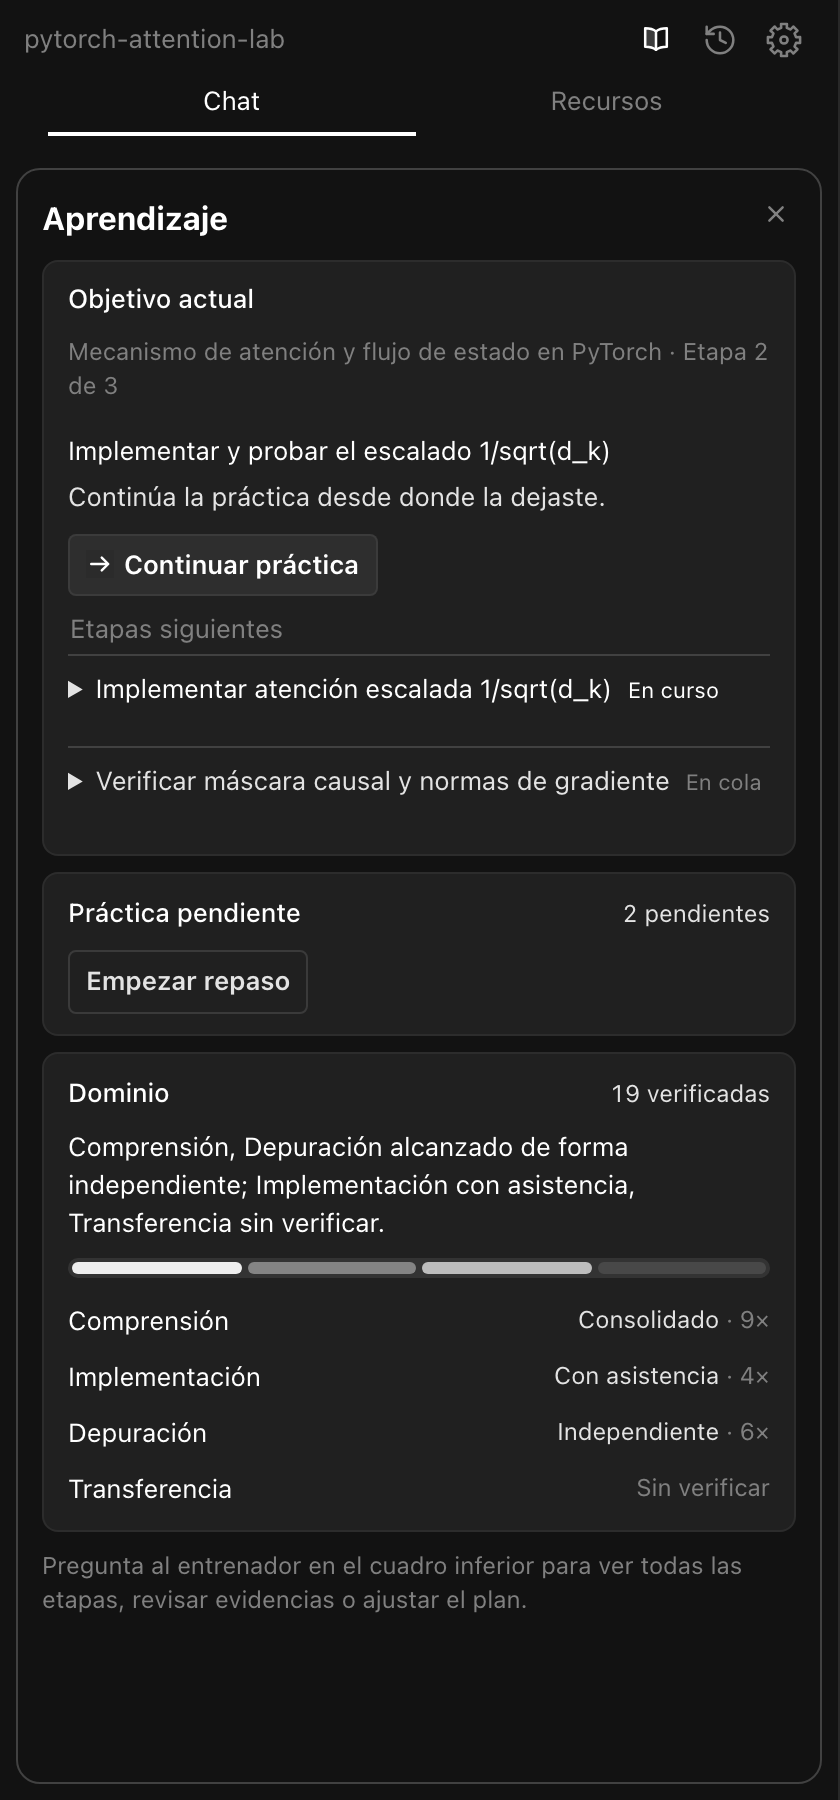 pytorch-attention-lab
Chat
Recursos
Aprendizaje
Objetivo actual
Mecanismo de atención y flujo de estado en PyTorch · Etapa 2
de 3
Implementar y probar el escalado 1/sqrt(d_k)
Continúa la práctica desde donde la dejaste.
→ Continuar práctica
Etapas siguientes
Implementar atención escalada 1/sqrt(d_k) En curso
Verificar máscara causal y normas de gradiente En cola
Práctica pendiente 2 pendientes
Empezar repaso
Dominio 19 verificadas
Comprensión, Depuración alcanzado de forma
independiente; Implementación con asistencia,
Transferencia sin verificar.
Comprensión Consolidado · 9×
Implementación Con asistencia · 4×
Depuración Independiente · 6×
Transferencia Sin verificar
Pregunta al entrenador en el cuadro inferior para ver todas las
etapas, revisar evidencias o ajustar el plan.